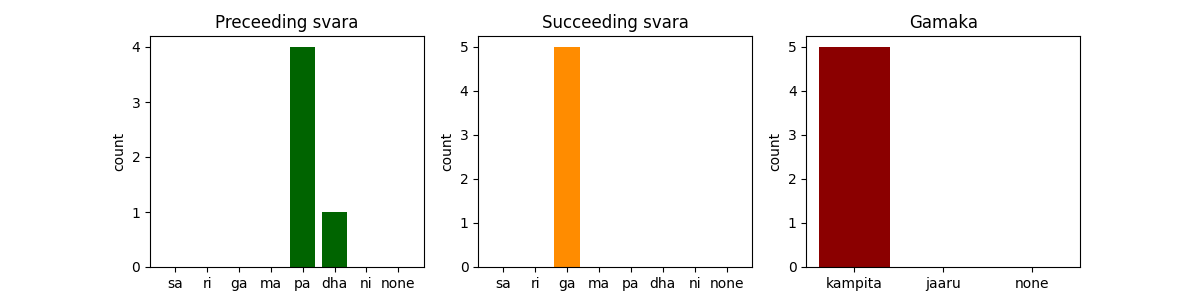 Preceeding svara
count
4
3
2
1
0
sa ri ga ma pa dha ni none
Succeeding svara
count
5
4
3
2
1
0
sa ri ga ma pa dha ni none
Gamaka
count
5
4
3
2
1
0
kampita jaaru none